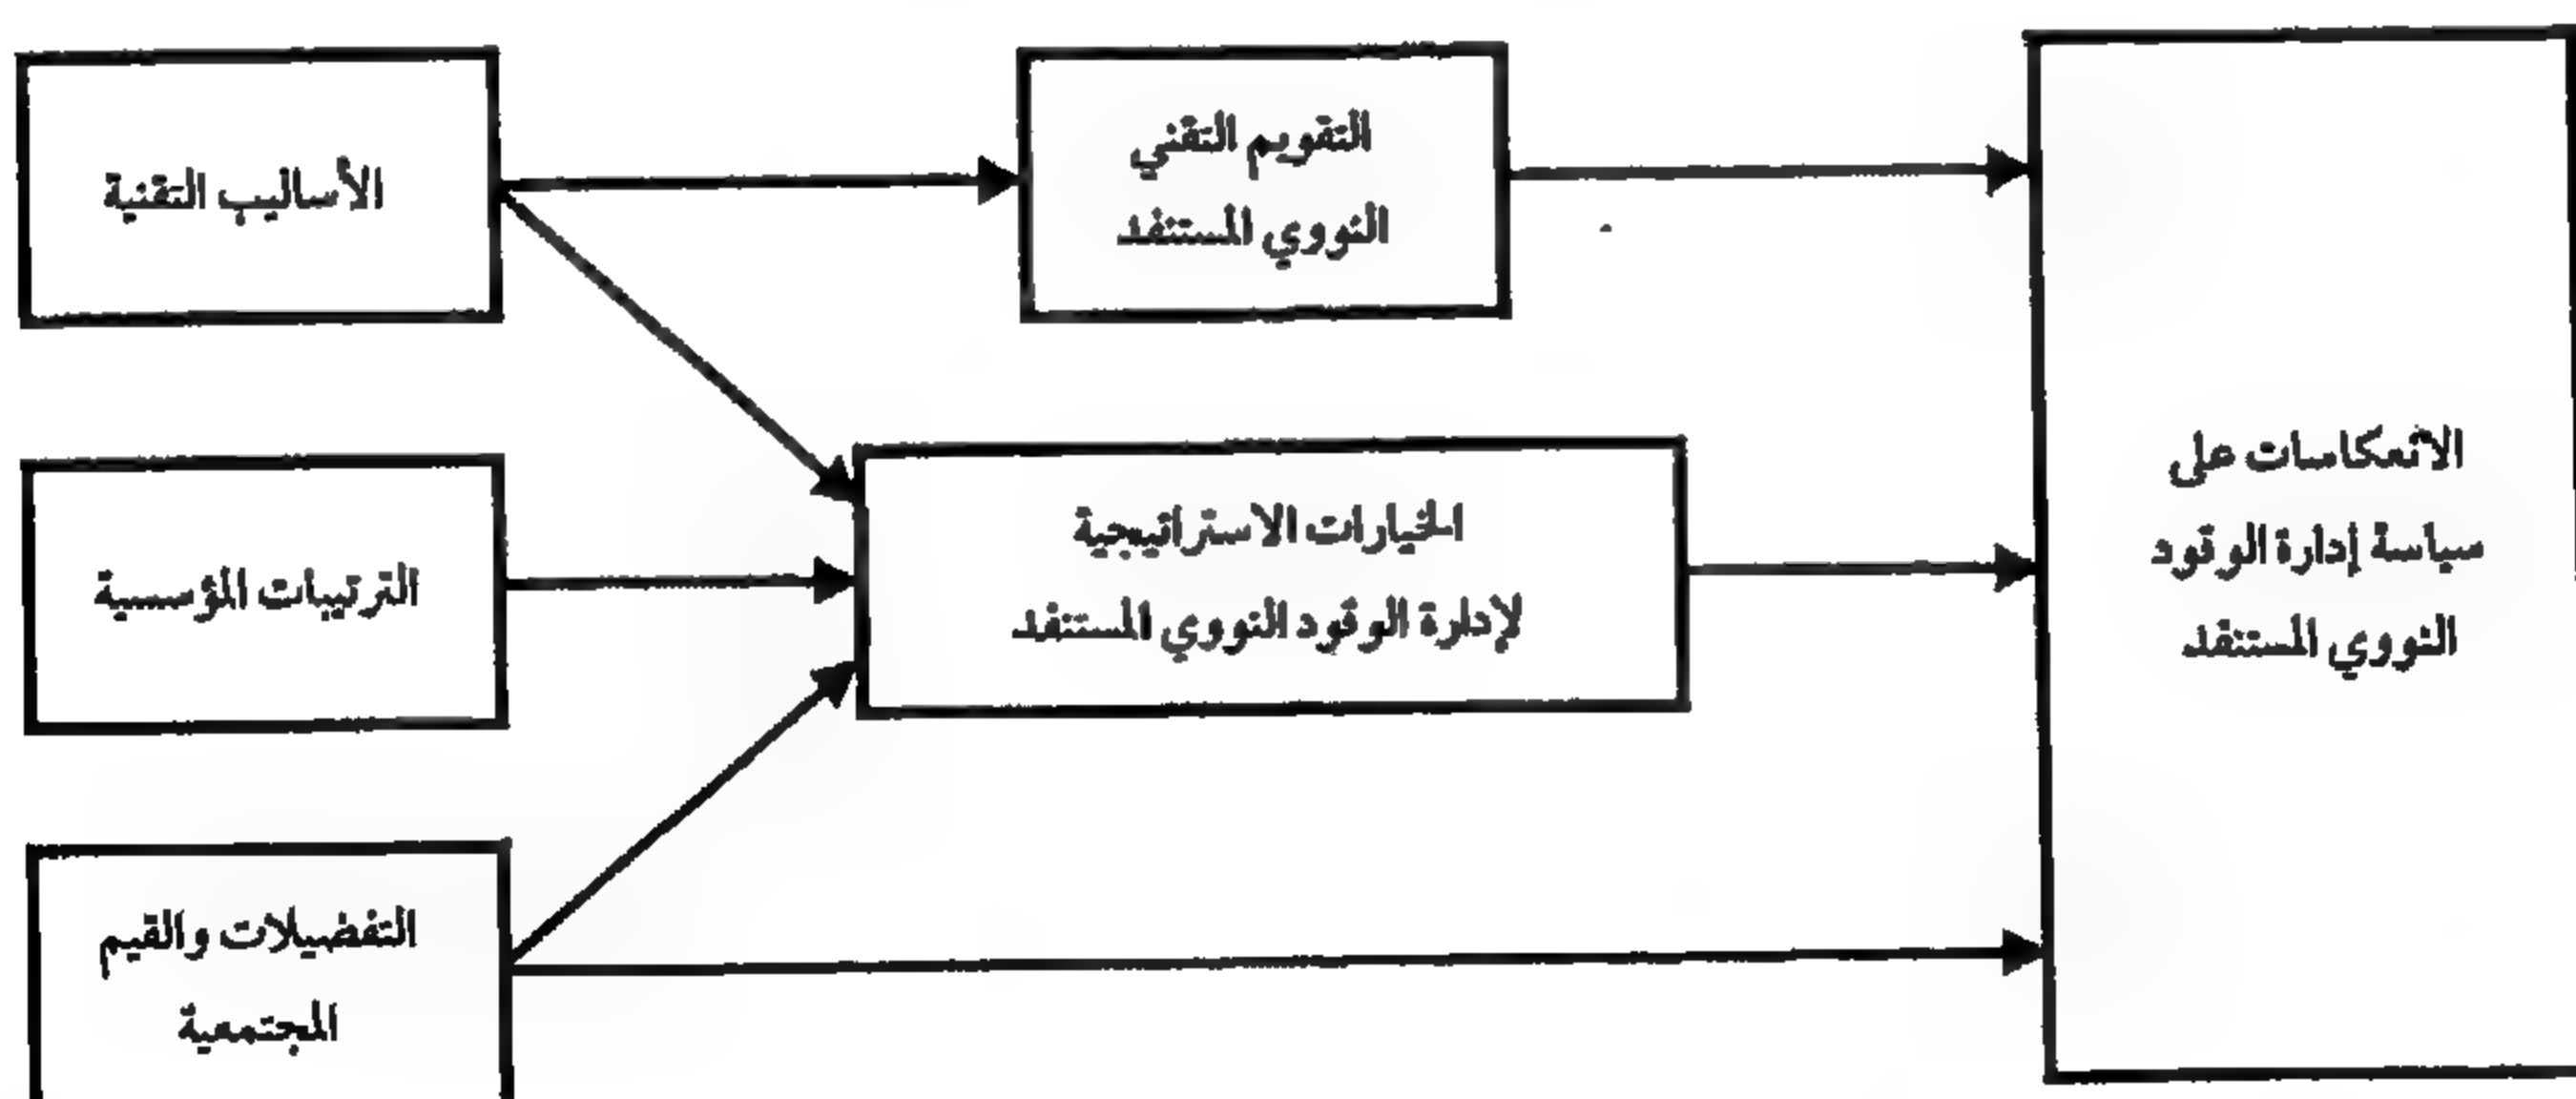 الأساليب التقنية
التقويم التقني
النووي المستنفد
الترتيبات المؤسسية
الخيارات الاستراتيجية
لإدارة الوقود النووي المستنفد
التفضيلات والقيم
المجتمعية
الانعكاسات على
سياسة إدارة الوقود
النووي المستنفد